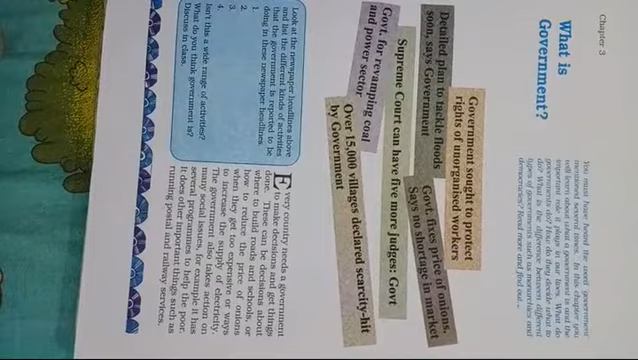 Chapter 3
What is
Government?
You must have heard the word 'government'
mentioned several times. In this chapter you
will learn about what a government is and the
important role it plays in our lives. What do
governments do? How do they decide what to
do? What is the difference between different
types of governments such as monarchies and
democracies? Read more and find out...
Government sought to protect
rights of unorganised workers
Detailed plan to tackle floods
soon, says Government
Govt. fixes price of onions.
Says no shortage in market
Supreme Court can have five more Judges: Govt
Govt. for revamping coal
and power sector
Over 15,000 villages declared scarcity-hit
by Government
Look at the newspaper headlines above
and list the different kinds of activities
that the government is reported to be
doing in these newspaper headlines
1.
2.
3.
4.
Isn't this a wide range of activities?
What do you think government is?
Discuss in class.
Every country needs a government
to make decisions and get things
done. These can be decisions about
where to build roads and schools, or
how to reduce the price of onions
when they get too expensive or ways
to increase the supply of electricity.
The government also takes action on
many social issues, for example it has
several programmes to help the poor.
It does other important things such as
running postal and railway services.